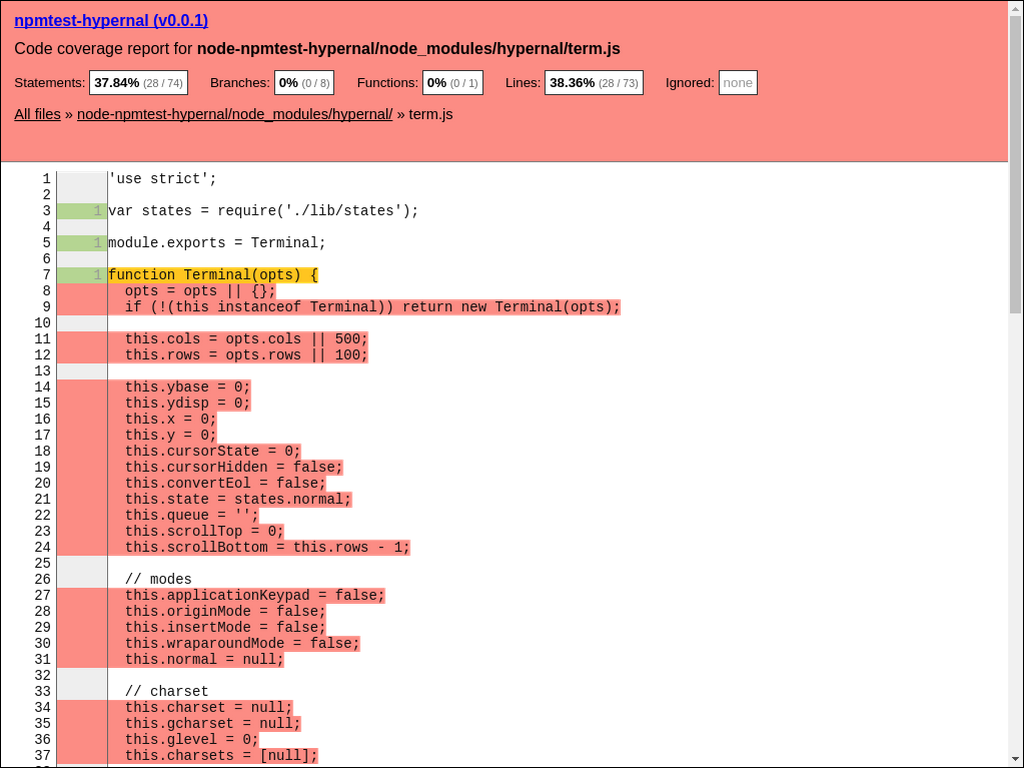 npmtest-hypernal (v0.0.1)
Code coverage report for node-npmtest-hypernal/node_modules/hypernal/term.js
Statements: 37.84% (28 / 74) Branches: 0% (0 / 8) Functions: 0% (0 / 1) Lines: 38.36% (28 / 73) Ignored: none
All files » node-npmtest-hypernal/node_modules/hypernal/ » term.js
1 'use strict';
2
3 1 var states = require('./lib/states');
4
5 1 module.exports = Terminal;
6
7 1 function Terminal(opts) {
8 opts = opts || {};
9 if (!(this instanceof Terminal)) return new Terminal(opts);
10
11 this.cols = opts.cols || 500;
12 this.rows = opts.rows || 100;
13
14 this.ybase = 0;
15 this.ydisp = 0;
16 this.x = 0;
17 this.y = 0;
18 this.cursorState = 0;
19 this.cursorHidden = false;
20 this.convertEol = false;
21 this.state = states.normal;
22 this.queue = '';
23 this.scrollTop = 0;
24 this.scrollBottom = this.rows - 1;
25
26 // modes
27 this.applicationKeypad = false;
28 this.originMode = false;
29 this.insertMode = false;
30 this.wraparoundMode = false;
31 this.normal = null;
32
33 // charset
34 this.charset = null;
35 this.gcharset = null;
36 this.glevel = 0;
37 this.charsets = [null];